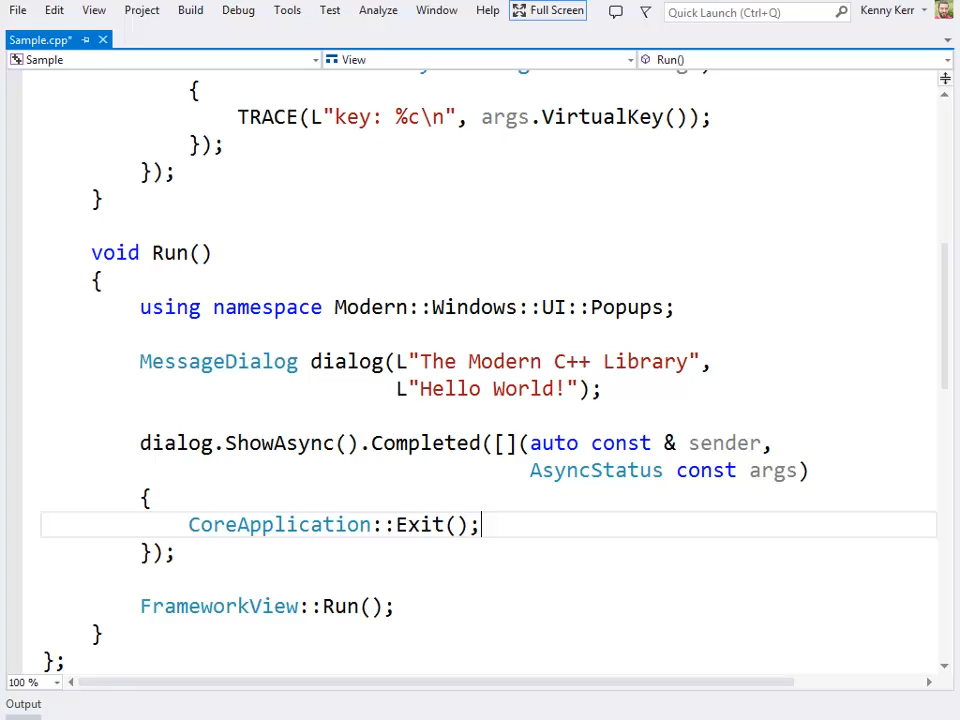 File Edit View Project Build Debug Tools Test Analyze Window Help Full Screen Quick Launch (Ctrl+Q) Kenny Kerr
Sample.cpp*
Sample View Run()
{
TRACE(L"key: %c\n", args.VirtualKey());
});
});
}
void Run()
{
using namespace Modern::Windows::UI::Popups;
MessageDialog dialog(L"The Modern C++ Library",
L"Hello World!");
dialog.ShowAsync().Completed([](auto const & sender,
AsyncStatus const args)
{
CoreApplication::Exit();
});
FrameworkView::Run();
}
};
100 %
Output